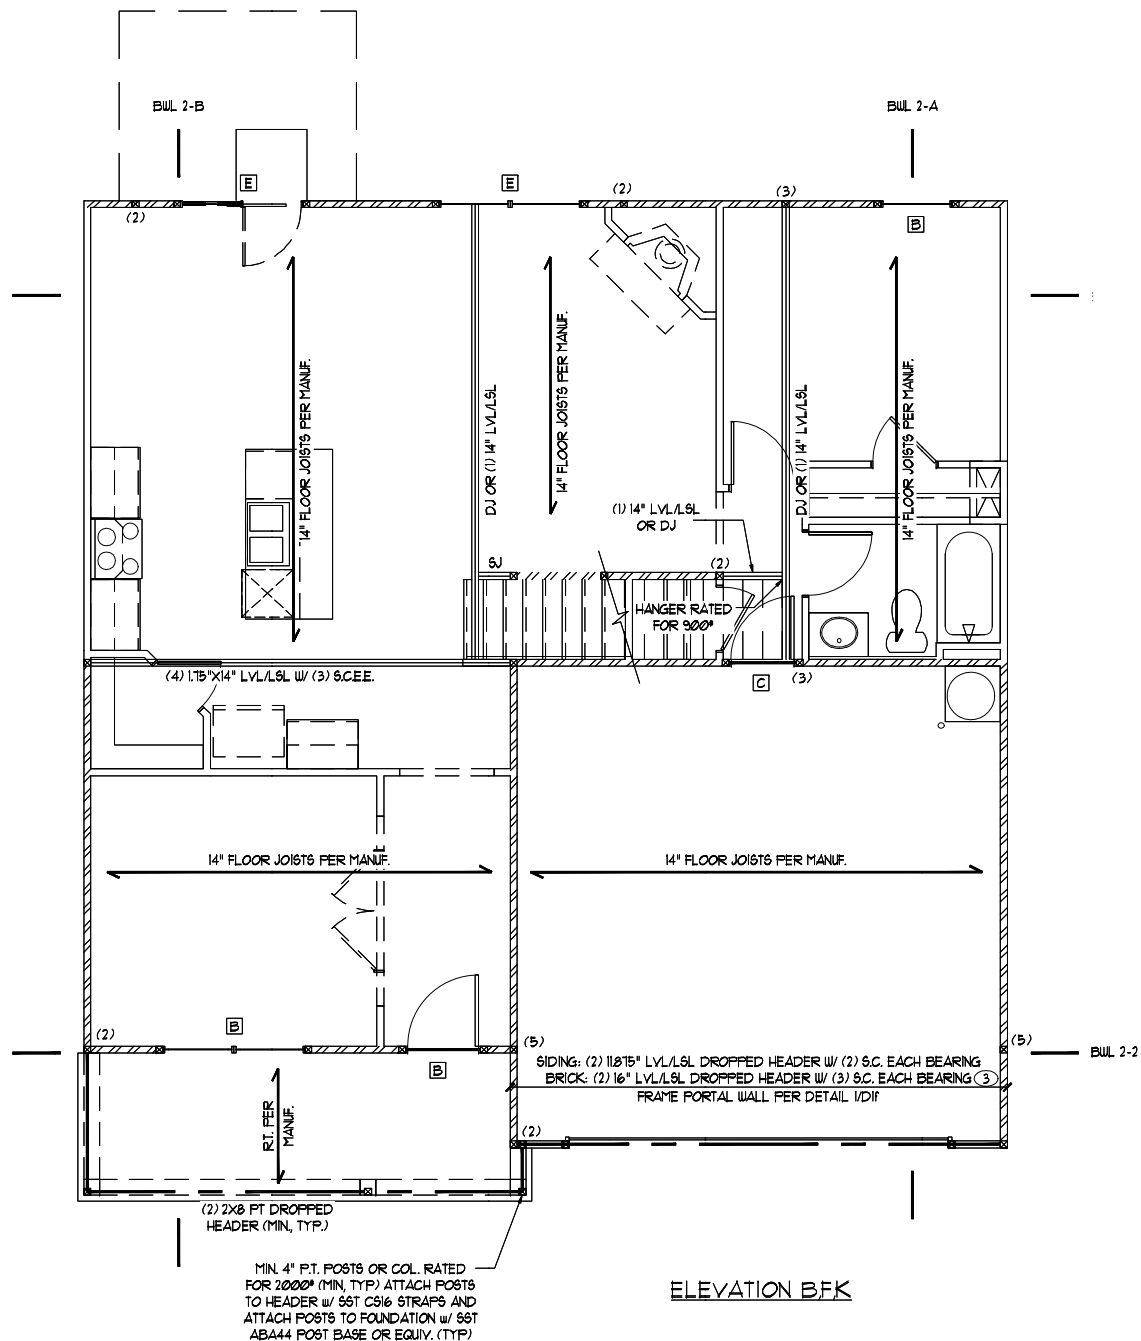 BWL 2-B
BWL 2-A
E
E
(2)
(2)
(3)
B
14" FLOOR JOISTS PER MANUF.
DJ OR (1) 14" LVL/LSL
14" FLOOR JOISTS PER MANUF.
DJ OR (1) 14" LVL/LSL
14" FLOOR JOISTS PER MANUF.
(1) 14" LVL/LSL
OR DJ
SJ
(2)
HANGER RATED
FOR 900#
(4) 1.75"X14" LVL/LSL W/ (3) S.C.E.E.
C
(3)
14" FLOOR JOISTS PER MANUF.
14" FLOOR JOISTS PER MANUF.
(2)
B
B
(5)
(5)
BWL 2-2
SIDING: (2) 11.875" LVL/LSL DROPPED HEADER W/ (2) S.C. EACH BEARING
BRICK: (2) 16" LVL/LSL DROPPED HEADER W/ (3) S.C. EACH BEARING 3
FRAME PORTAL WALL PER DETAIL 1/D1f
R.T. PER
MANUF.
(2)
(2) 2X8 PT DROPPED
HEADER (MIN., TYP.)
MIN. 4" P.T. POSTS OR COL. RATED
FOR 2000# (MIN, TYP) ATTACH POSTS
TO HEADER w/ SST CS16 STRAPS AND
ATTACH POSTS TO FOUNDATION w/ SST
ABA44 POST BASE OR EQUIV. (TYP)
ELEVATION B,F,K